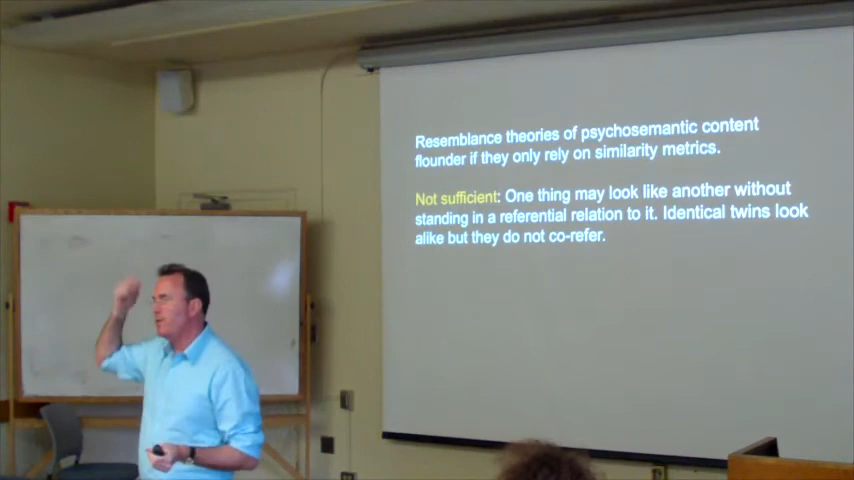 Resemblance theories of psychosemantic content
flounder if they only rely on similarity metrics.
Not sufficient: One thing may look like another without
standing in a referential relation to it. Identical twins look
alike but they do not co-refer.